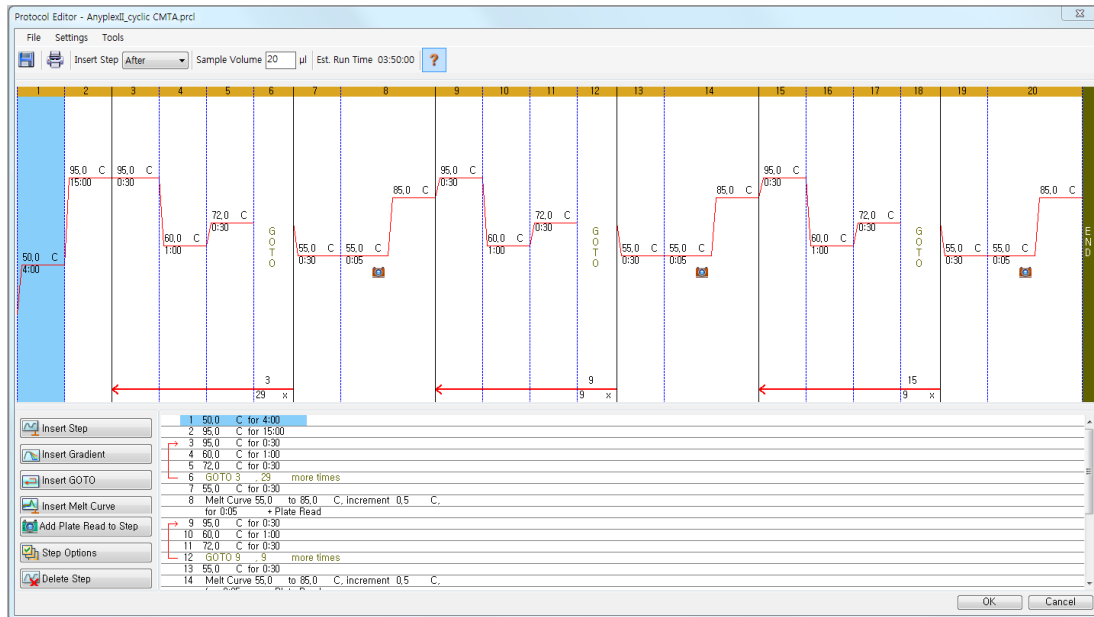 Protocol Editor - AnyplexII_cyclic CMTA.prcl
File Settings Tools
Insert Step After Sample Volume 20 µl Est. Run Time 03:50:00 ?
1 2 3 4 5 6 7 8 9 10 11 12 13 14 15 16 17 18 19 20
95,0 C 95,0 C 95,0 C 95,0 C
15:00 0:30 0:30 0:30
85,0 C 85,0 C 85,0 C
72,0 C 72,0 C 72,0 C
0:30 0:30 0:30
60,0 C 60,0 C 60,0 C
1:00 1:00 1:00
GOTO GOTO GOTO END
50,0 C 55,0 C 55,0 C 55,0 C 55,0 C 55,0 C 55,0 C
4:00 0:30 0:05 0:30 0:05 0:30 0:05
3 9 15
29 x 9 x 9 x
Insert Step
Insert Gradient
Insert GOTO
Insert Melt Curve
Add Plate Read to Step
Step Options
Delete Step
1 50,0 C for 4:00
2 95,0 C for 15:00
3 95,0 C for 0:30
4 60,0 C for 1:00
5 72,0 C for 0:30
6 GOTO 3 , 29 more times
7 55,0 C for 0:30
8 Melt Curve 55,0 to 85,0 C, increment 0,5 C,
for 0:05 + Plate Read
9 95,0 C for 0:30
10 60,0 C for 1:00
11 72,0 C for 0:30
12 GOTO 9 , 9 more times
13 55,0 C for 0:30
14 Melt Curve 55,0 to 85,0 C, increment 0,5 C,
OK Cancel